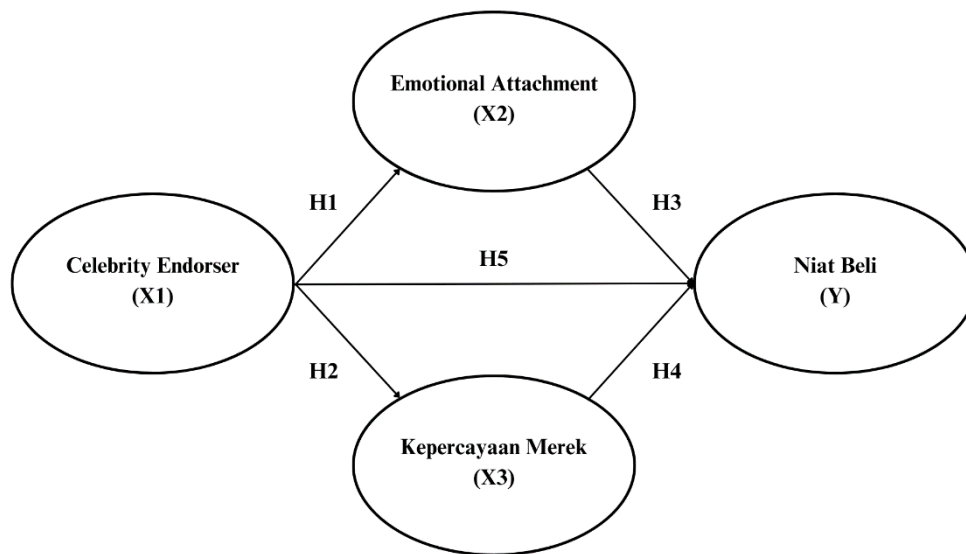 Emotional Attachment
(X2)
H1
H3
Celebrity Endorser
(X1)
H5
Niat Beli
(Y)
H2
H4
Kepercayaan Merek
(X3)